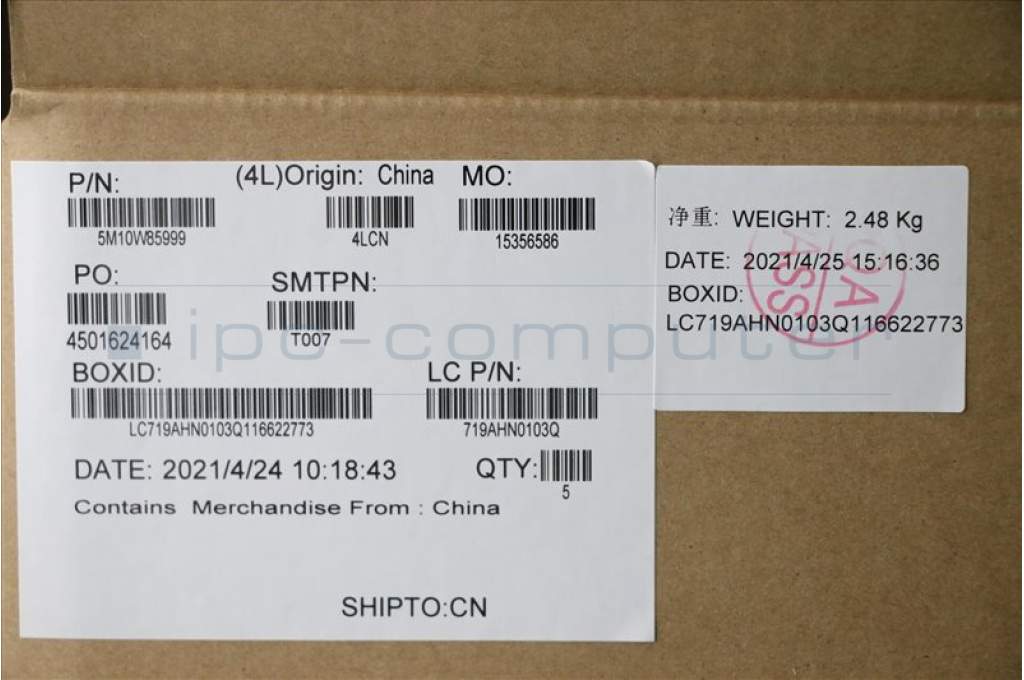 P/N: (4L)Origin: China MO:
5M10W85999 4LCN 15356586
PO: SMTPN:
4501624164 T007
BOXID: LC P/N:
LC719AHN0103Q116622773 719AHN0103Q
DATE: 2021/4/24 10:18:43 QTY:
5
Contains Merchandise From : China
SHIPTO:CN
净重: WEIGHT: 2.48 Kg
DATE: 2021/4/25 15:16:36
BOXID:
LC719AHN0103Q116622773
QA
ipc-computer